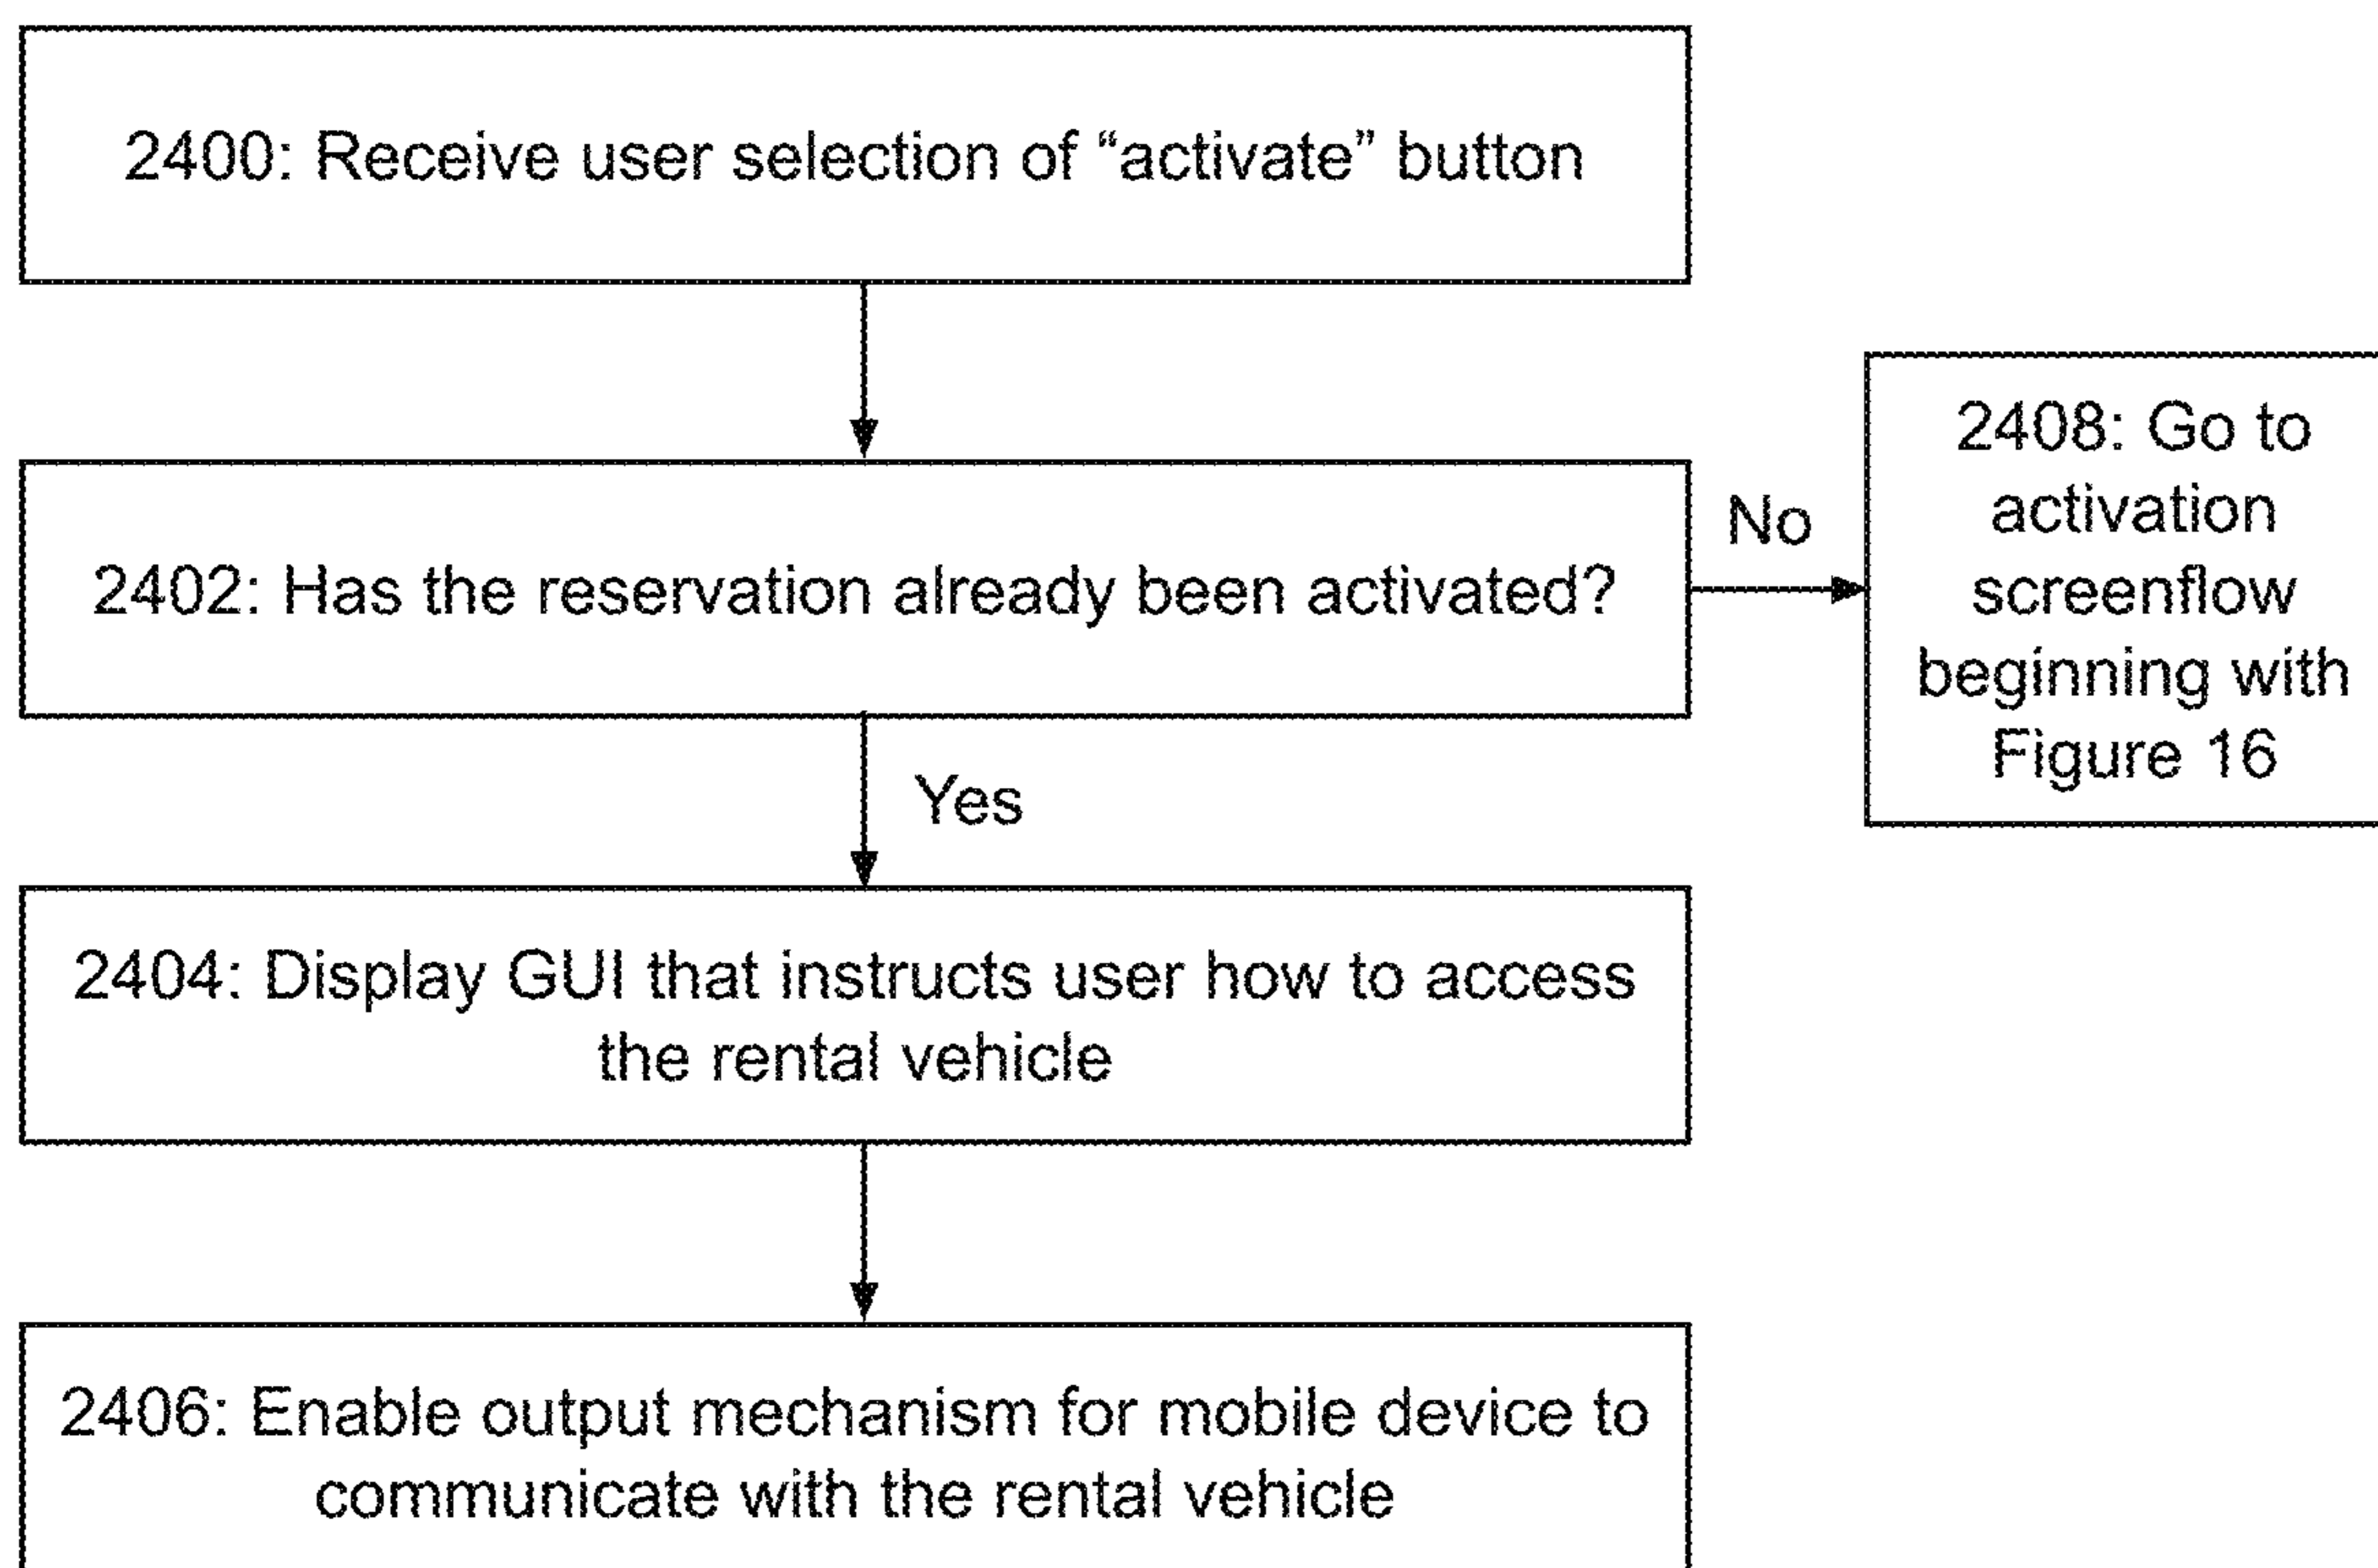 2400: Receive user selection of “activate” button
2402: Has the reservation already been activated?
No
2408: Go to
activation
screenflow
beginning with
Figure 16
Yes
2404: Display GUI that instructs user how to access
the rental vehicle
2406: Enable output mechanism for mobile device to
communicate with the rental vehicle